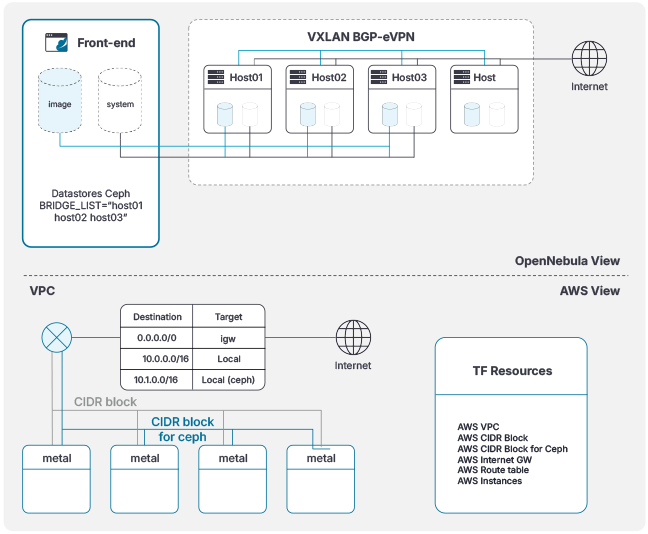 Front-end
image
system
Datastores Ceph
BRIDGE_LIST=“host01
host02 host03”
VXLAN BGP-eVPN
Host01
Host02
Host03
Host
Internet
OpenNebula View
VPC
AWS View
Destination Target
0.0.0.0/0 igw
10.0.0.0/16 Local
10.1.0.0/16 Local (ceph)
Internet
CIDR block
CIDR block
for ceph
metal
metal
metal
metal
TF Resources
AWS VPC
AWS CIDR Block
AWS CIDR Block for Ceph
AWS Internet GW
AWS Route table
AWS Instances